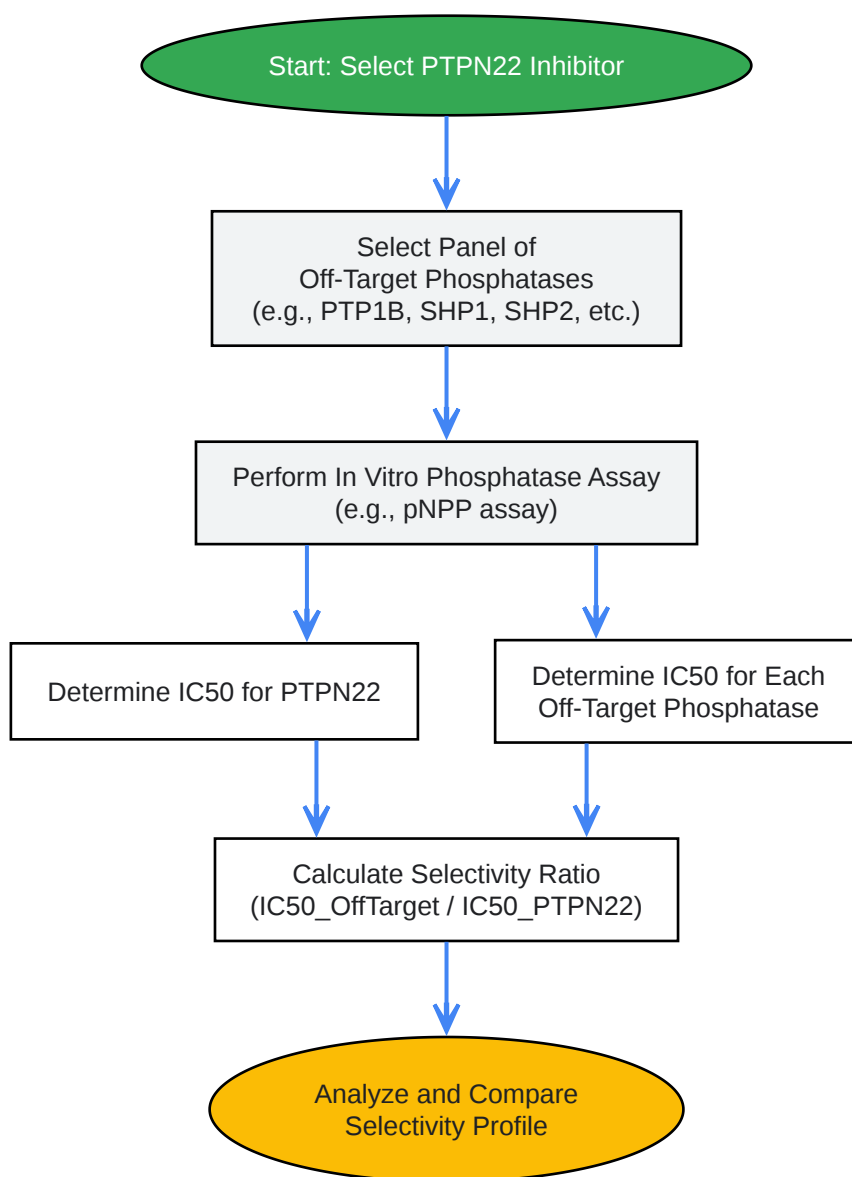 Start: Select PTPN22 Inhibitor
Select Panel of
Off-Target Phosphatases
(e.g., PTP1B, SHP1, SHP2, etc.)
Perform In Vitro Phosphatase Assay
(e.g., pNPP assay)
Determine IC50 for PTPN22
Determine IC50 for Each
Off-Target Phosphatase
Calculate Selectivity Ratio
(IC50_OffTarget / IC50_PTPN22)
Analyze and Compare
Selectivity Profile